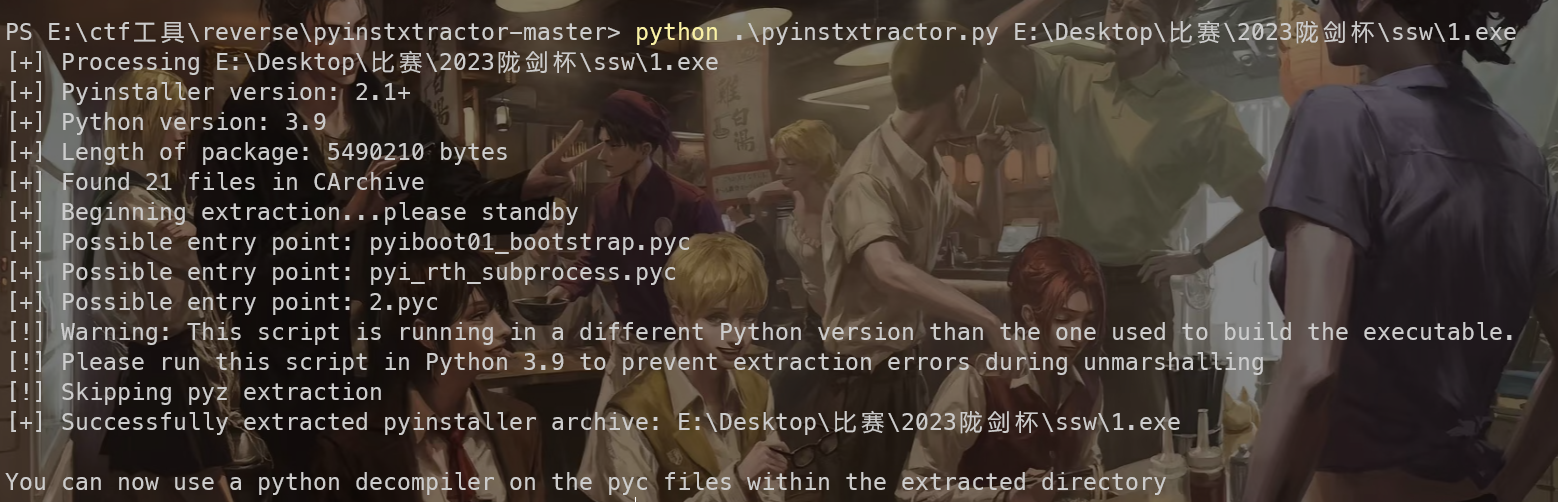 PS E:\ctf工具\reverse\pyinstxtractor-master> python .\pyinstxtractor.py E:\Desktop\比赛\2023陇剑杯\ssw\1.exe
[+] Processing E:\Desktop\比赛\2023陇剑杯\ssw\1.exe
[+] Pyinstaller version: 2.1+
[+] Python version: 3.9
[+] Length of package: 5490210 bytes
[+] Found 21 files in CArchive
[+] Beginning extraction...please standby
[+] Possible entry point: pyiboot01_bootstrap.pyc
[+] Possible entry point: pyi_rth_subprocess.pyc
[+] Possible entry point: 2.pyc
[!] Warning: This script is running in a different Python version than the one used to build the executable.
[!] Please run this script in Python 3.9 to prevent extraction errors during unmarshalling
[!] Skipping pyz extraction
[+] Successfully extracted pyinstaller archive: E:\Desktop\比赛\2023陇剑杯\ssw\1.exe
You can now use a python decompiler on the pyc files within the extracted directory